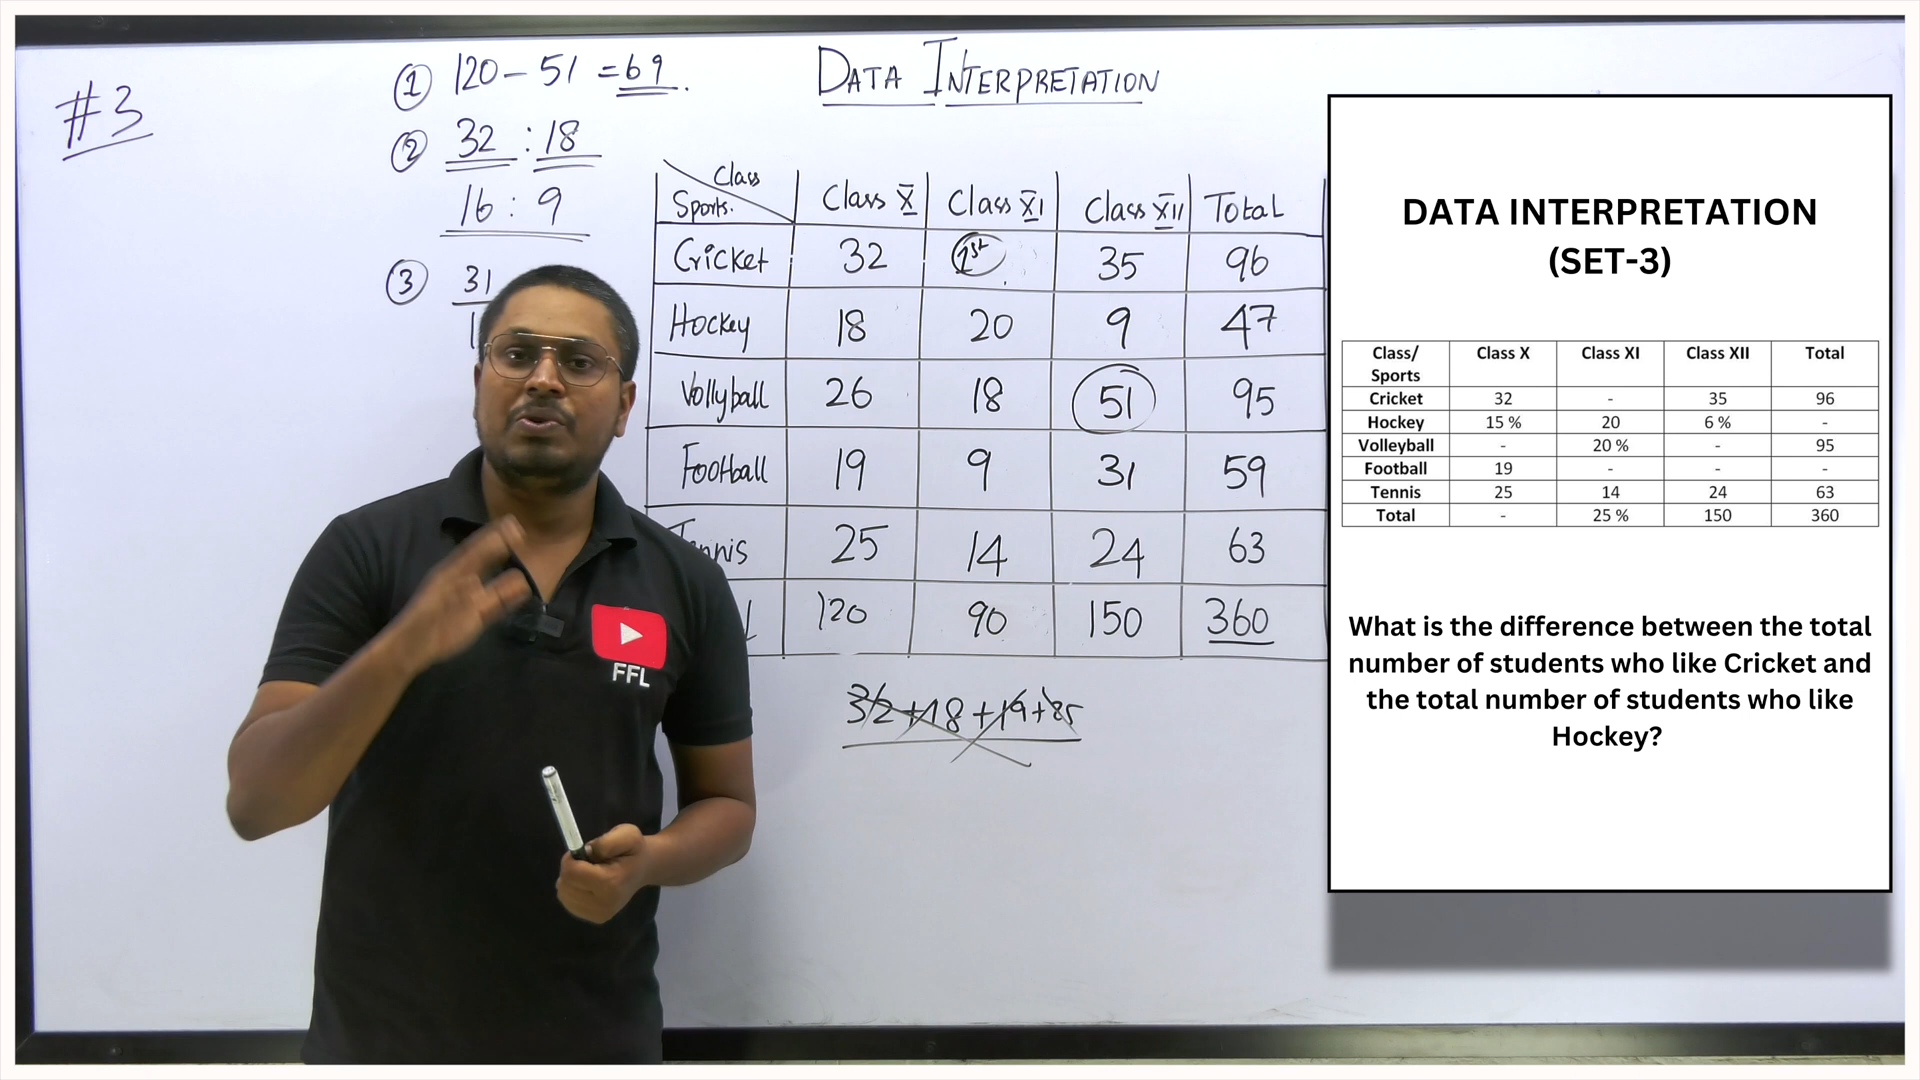 #3
① 120 - 51 = 69.
② 32 : 18
16 : 9
③ 31
1
DATA INTERPRETATION
Class
Sports. Class X Class XI Class XII Total
Cricket 32 1st 35 96
Hockey 18 20 9 47
Vollyball 26 18 51 95
Football 19 9 31 59
Tennis 25 14 24 63
120 90 150 360
32+18+19+25
FFL
DATA INTERPRETATION
(SET-3)
Class/ Class X Class XI Class XII Total
Sports
Cricket 32 - 35 96
Hockey 15 % 20 6 % -
Volleyball - 20 % - 95
Football 19 - - -
Tennis 25 14 24 63
Total - 25 % 150 360
What is the difference between the total
number of students who like Cricket and
the total number of students who like
Hockey?